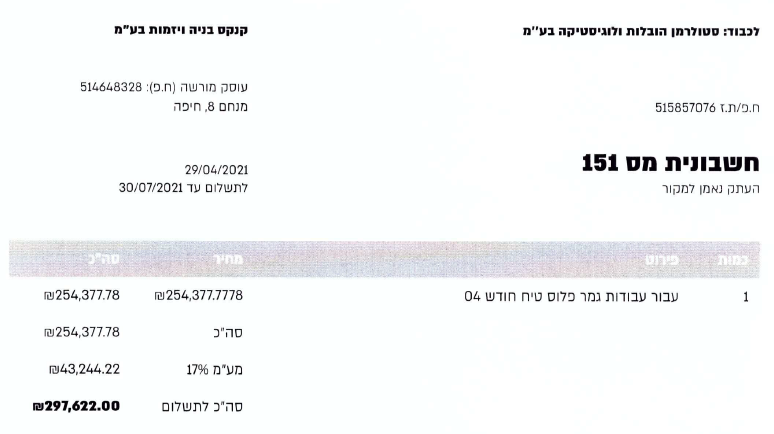 לכבוד: סטולרמן הובלות ולוגיסטיקה בע"מ
קנקס בניה ויזמות בע"מ
עוסק מורשה (ח.פ): 514648328
ח.פ/ת.ז 515857076
מנחם 8, חיפה
חשבונית מס 151
29/04/2021
העתק נאמן למקור
לתשלום עד 30/07/2021
כמות פירוט מחיר סה"כ
1 עבור עבודות גמר פלוס טיח חודש 04 ₪254,377.7778 ₪254,377.78
סה"כ ₪254,377.78
מע"מ 17% ₪43,244.22
סה"כ לתשלום ₪297,622.00